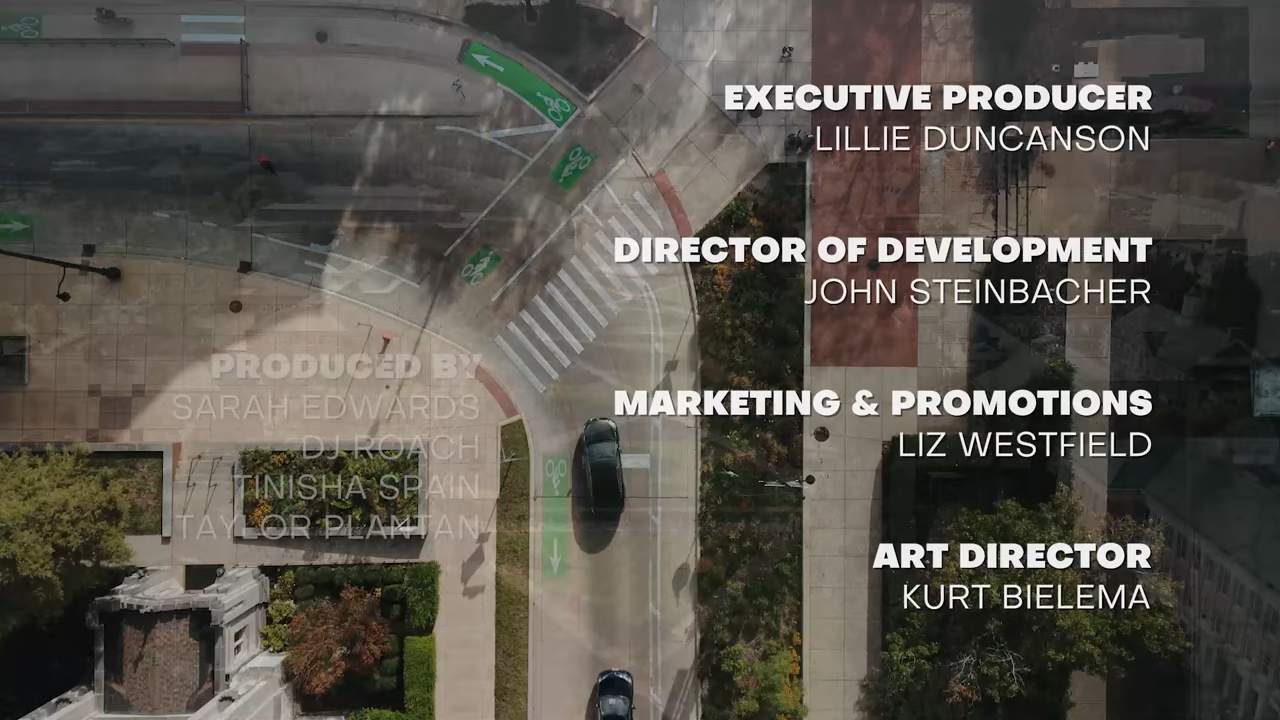 EXECUTIVE PRODUCER
LILLIE DUNCANSON
DIRECTOR OF DEVELOPMENT
JOHN STEINBACHER
MARKETING & PROMOTIONS
LIZ WESTFIELD
ART DIRECTOR
KURT BIELEMA
PRODUCED BY
SARAH EDWARDS
DJ ROACH
TINISHA SPAIN
TAYLOR PLANTAN